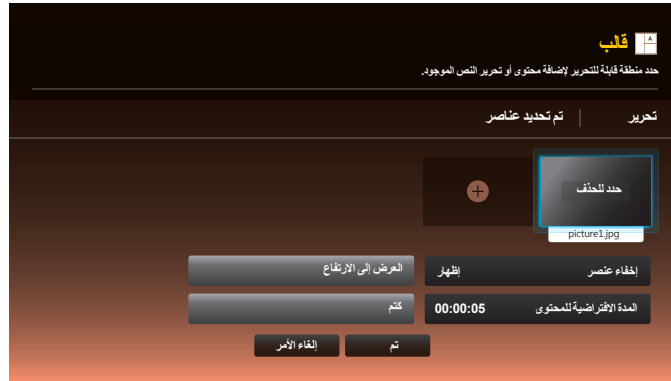 قالب
حدد منطقة قابلة للتحرير لإضافة محتوى أو تحرير النص الموجود.
تحرير | تم تحديد عناصر
حدد للحذف
picture1.jpg
إخفاء عنصر إظهار العرض إلى الارتفاع
المدة الافتراضية للمحتوى 00:00:05 كتم
تم إلغاء الأمر